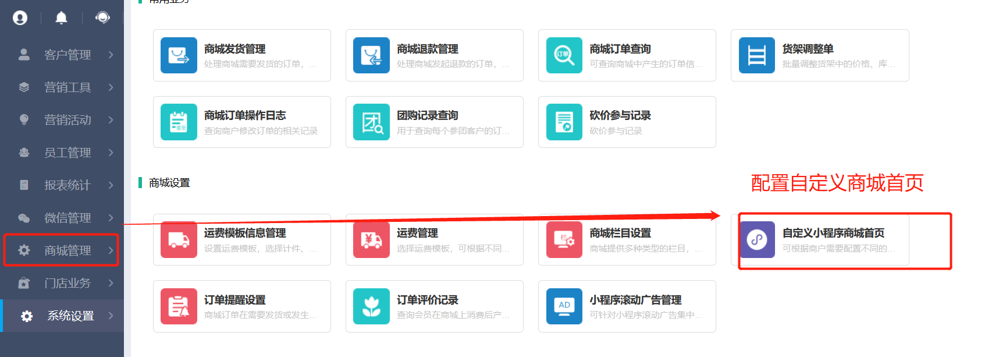 常用业务
客户管理
营销工具
营销活动
员工管理
报表统计
微信管理
商城管理
门店业务
系统设置
商城发货管理
处理商城需要发货的订单，...
商城退款管理
处理商城发起退款的订单，...
订单
商城订单查询
可查询商城中产生的订单信...
货架调整单
批量调整货架中的价格、库...
商城订单操作日志
查询商户修改订单的相关记录
团
团购记录查询
用于查询每个参团客户的订...
砍价参与记录
砍价参与记录
商城设置
配置自定义商城首页
运费模板信息管理
设置运费模板，选择计件、...
¥
运费管理
选择运费模板，可根据不同...
栏
商城栏目设置
商城提供多种类型的栏目，...
自定义小程序商城首页
可根据商户需要配置不同的...
订单提醒设置
商城订单在需要发货或发生...
订单评价记录
查询会员在商城上消费后产...
AD
小程序滚动广告管理
可针对小程序滚动广告集中...